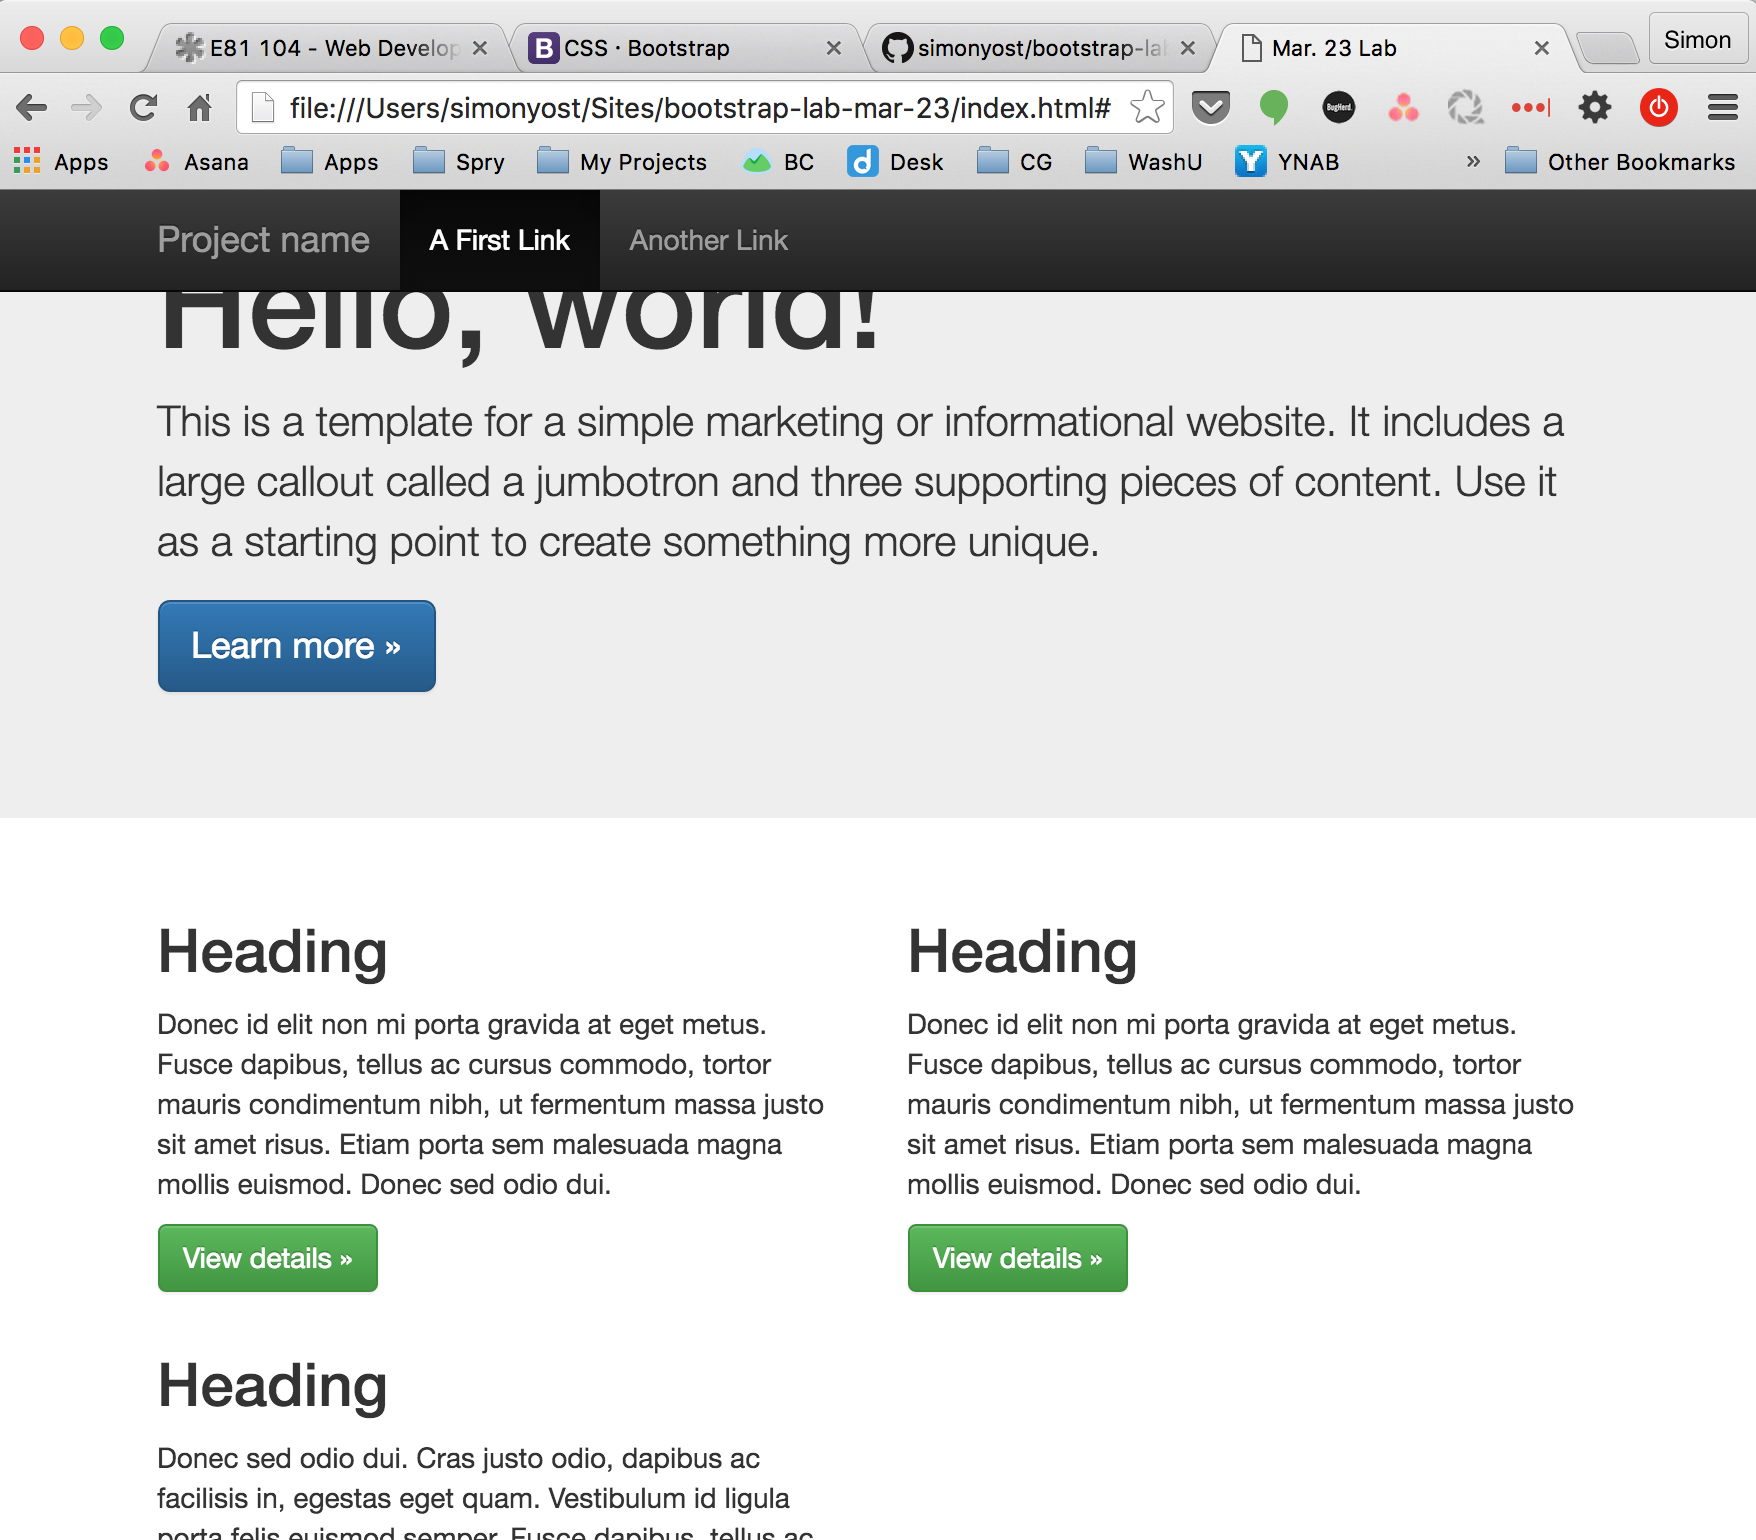 E81 104 - Web Develop
CSS · Bootstrap
simonyost/bootstrap-la
Mar. 23 Lab
Simon
file:///Users/simonyost/Sites/bootstrap-lab-mar-23/index.html#
BugHerd.
Apps
Asana
Apps
Spry
My Projects
BC
Desk
CG
WashU
YNAB
»
Other Bookmarks
Project name
A First Link
Another Link
Hello, world!
This is a template for a simple marketing or informational website. It includes a
large callout called a jumbotron and three supporting pieces of content. Use it
as a starting point to create something more unique.
Learn more »
Heading
Donec id elit non mi porta gravida at eget metus.
Fusce dapibus, tellus ac cursus commodo, tortor
mauris condimentum nibh, ut fermentum massa justo
sit amet risus. Etiam porta sem malesuada magna
mollis euismod. Donec sed odio dui.
View details »
Heading
Donec id elit non mi porta gravida at eget metus.
Fusce dapibus, tellus ac cursus commodo, tortor
mauris condimentum nibh, ut fermentum massa justo
sit amet risus. Etiam porta sem malesuada magna
mollis euismod. Donec sed odio dui.
View details »
Heading
Donec sed odio dui. Cras justo odio, dapibus ac
facilisis in, egestas eget quam. Vestibulum id ligula
porta felis euismod semper. Fusce dapibus, tellus ac